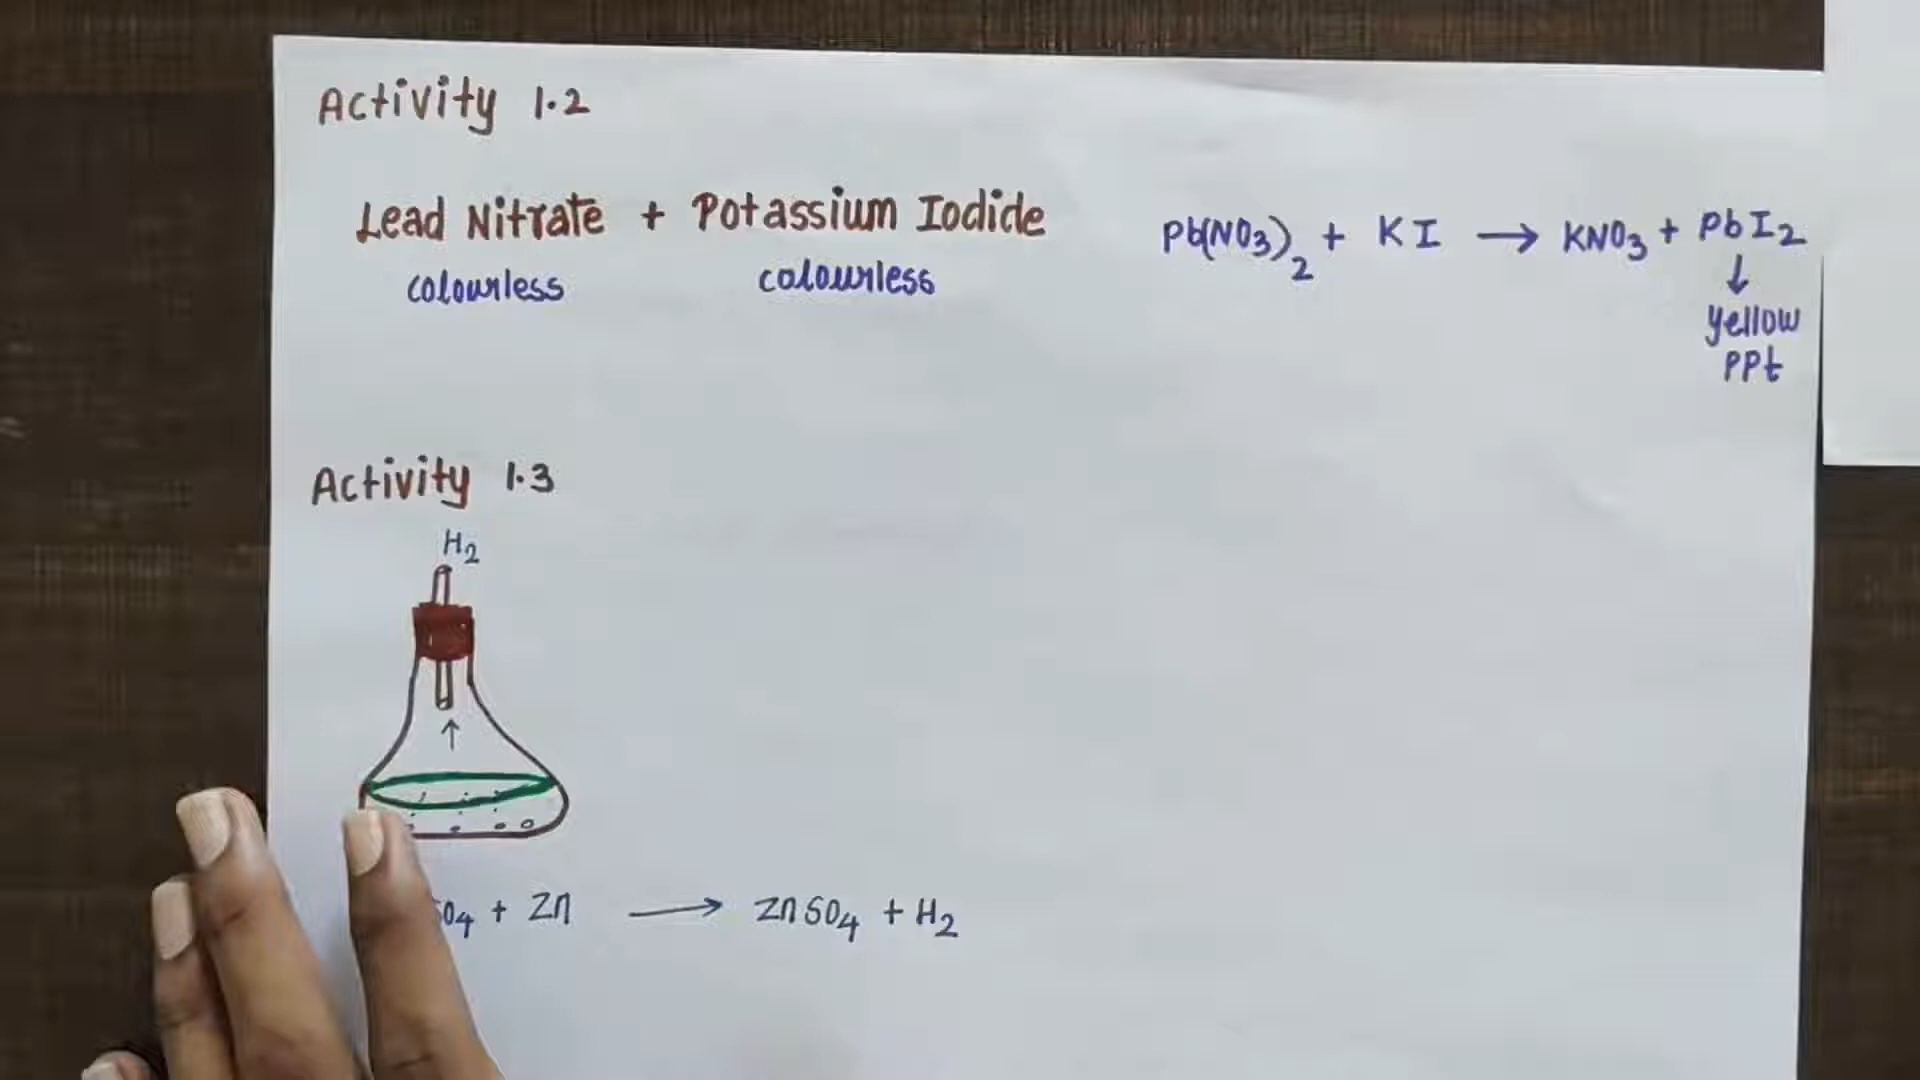 Activity 1.2
Lead Nitrate + Potassium Iodide
colourless colourless
Pb(NO3)2 + KI → KNO3 + PbI2
↓
yellow
PPt
Activity 1.3
H2
↑
SO4 + Zn → ZnSO4 + H2